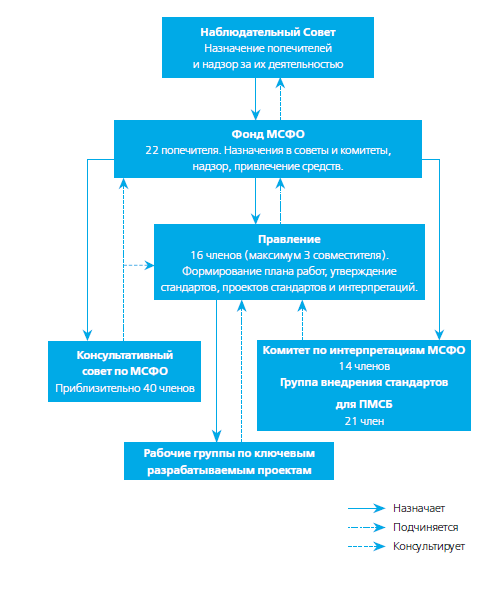 Наблюдательный Совет
Назначение попечителей
и надзор за их деятельностью
Фонд МСФО
22 попечителя. Назначения в советы и комитеты,
надзор, привлечение средств.
Правление
16 членов (максимум 3 совместителя).
Формирование плана работ, утверждение
стандартов, проектов стандартов и интерпретаций.
Консультативный
совет по МСФО
Приблизительно 40 членов
Комитет по интерпретациям МСФО
14 членов
Группа внедрения стандартов
для ПМСБ
21 член
Рабочие группы по ключевым
разрабатываемым проектам
Назначает
Подчиняется
Консультирует